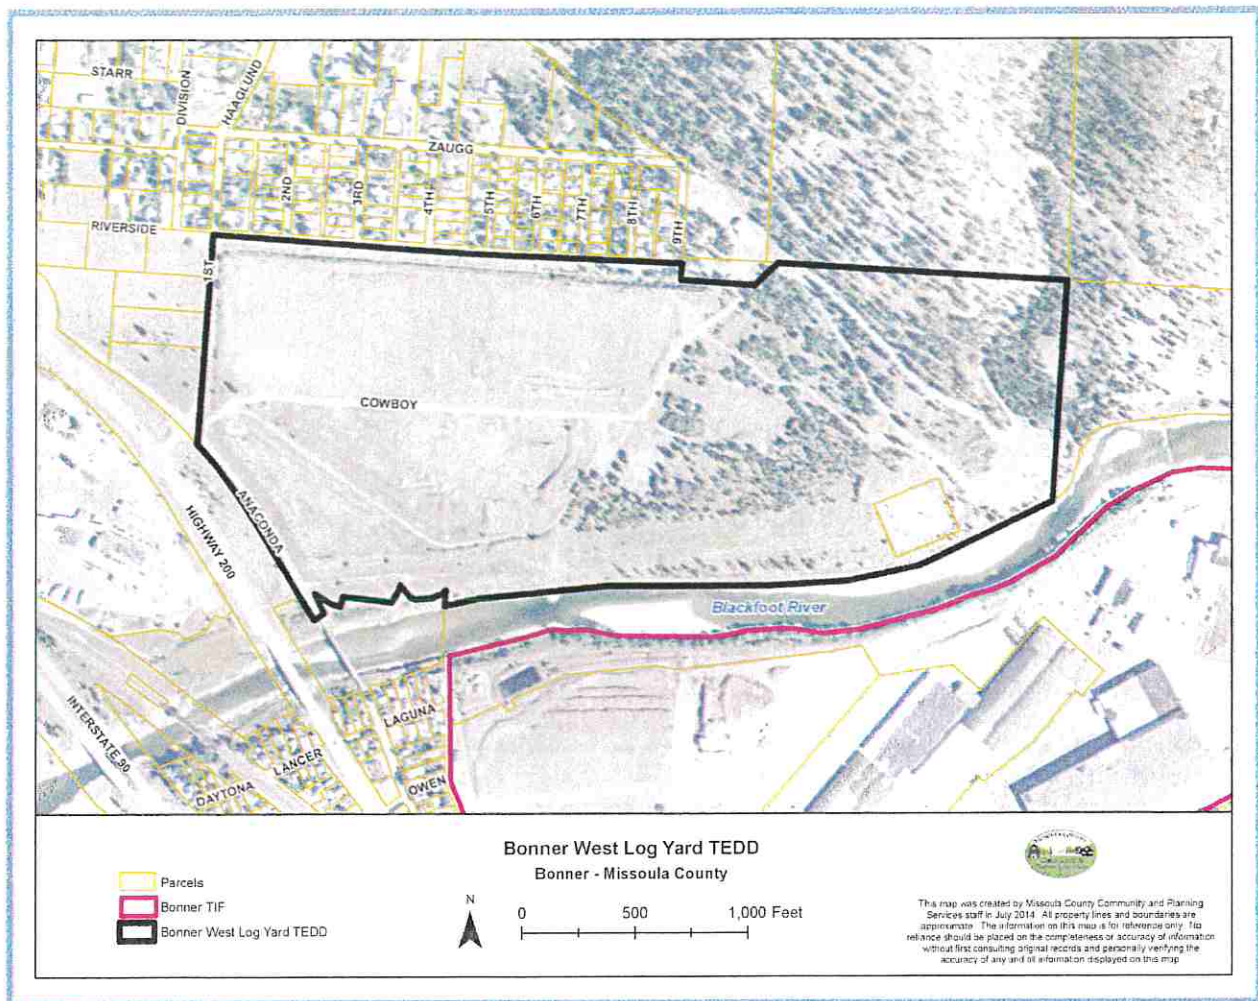 STARR
DIVISION
HAAGLUND
ZAUGG
2ND
3RD
4TH
5TH
6TH
7TH
8TH
9TH
RIVERSIDE
1ST
COWBOY
ANACONDA
HIGHWAY 200
Blackfoot River
INTERSTATE 90
LAGUNA
LANCER
DAYTONA
OWEN
Bonner West Log Yard TEDD
Bonner - Missoula County
Parcels
Bonner TIF
Bonner West Log Yard TEDD
N
0 500 1,000 Feet
This map was created by Missoula County Community and Planning
Services staff in July 2014. All property lines and boundaries are
approximate. The information on this map is for reference only. No
reliance should be placed on the completeness or accuracy of information
without first consulting original records and personally verifying the
accuracy of any and all information displayed on this map